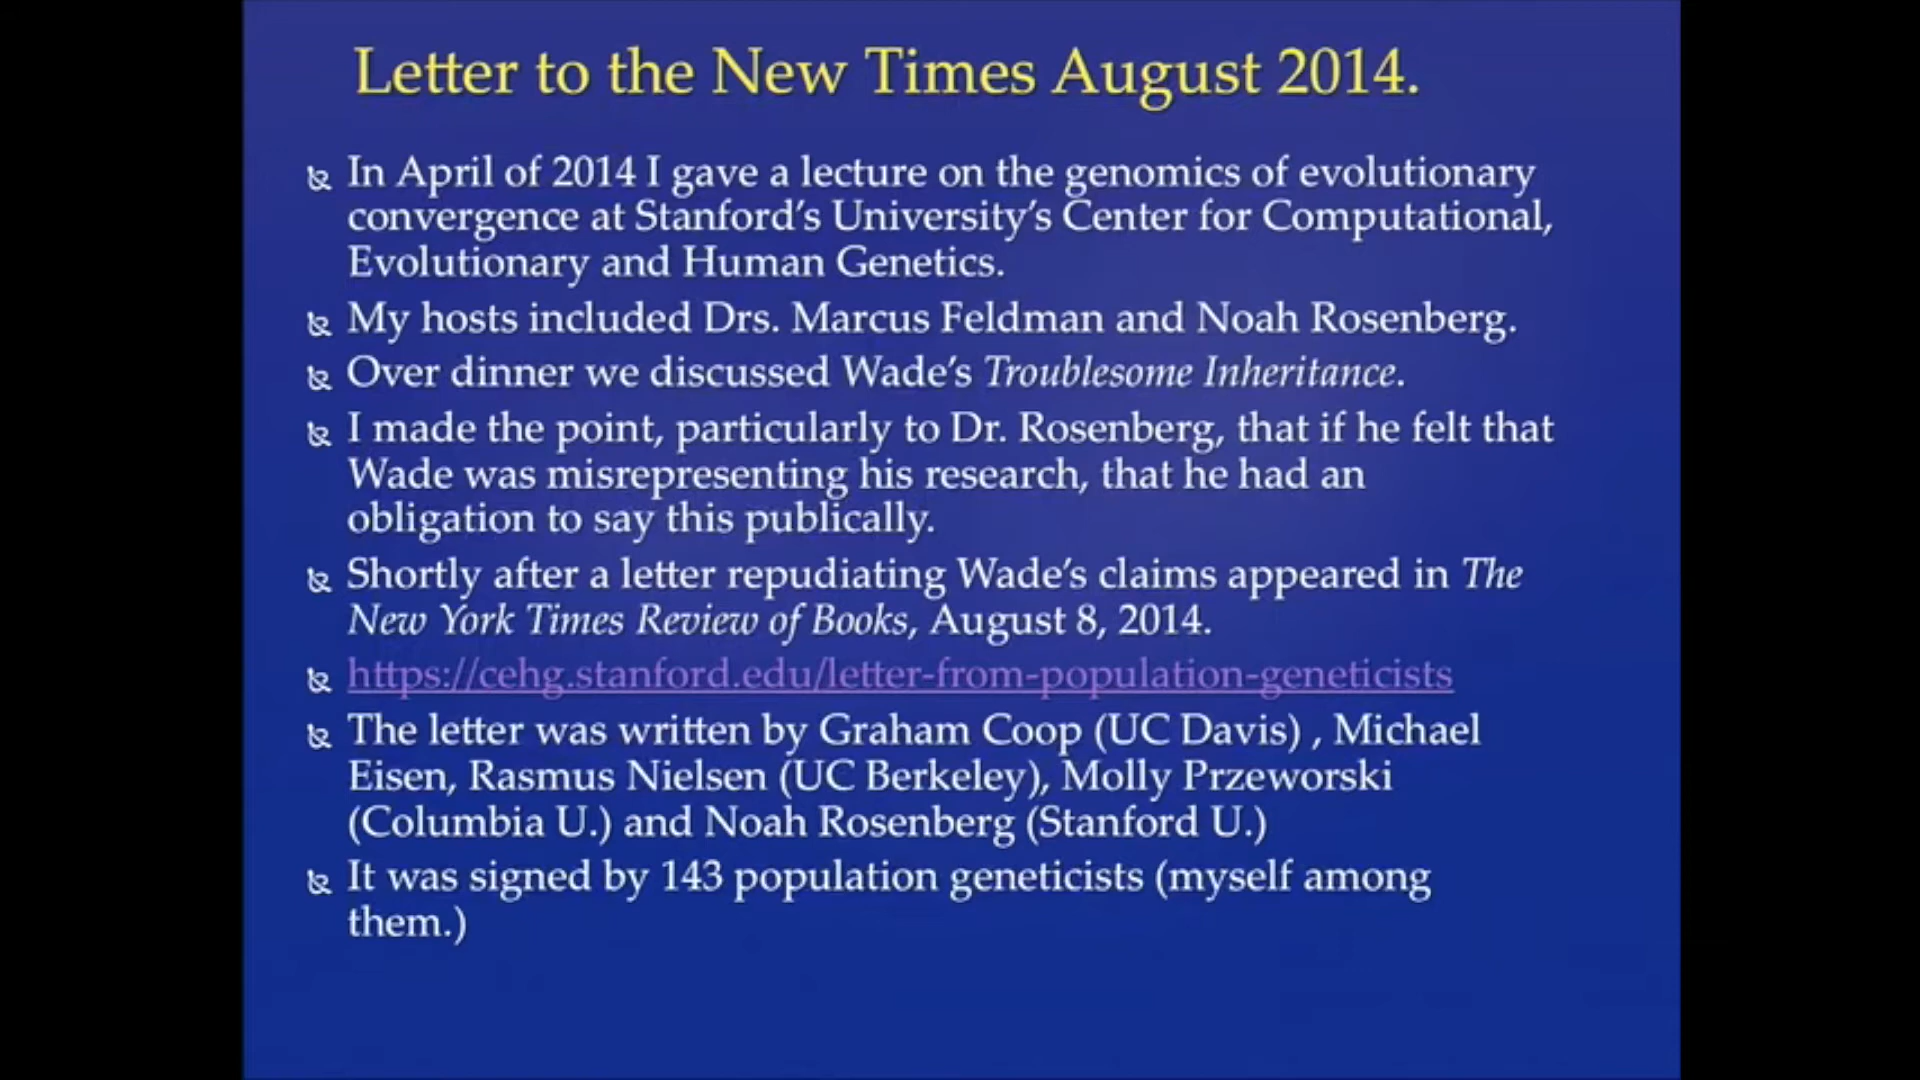 Letter to the New Times August 2014.
In April of 2014 I gave a lecture on the genomics of evolutionary
convergence at Stanford's University's Center for Computational,
Evolutionary and Human Genetics.
My hosts included Drs. Marcus Feldman and Noah Rosenberg.
Over dinner we discussed Wade's Troublesome Inheritance.
I made the point, particularly to Dr. Rosenberg, that if he felt that
Wade was misrepresenting his research, that he had an
obligation to say this publically.
Shortly after a letter repudiating Wade's claims appeared in The
New York Times Review of Books, August 8, 2014.
https://cehg.stanford.edu/letter-from-population-geneticists
The letter was written by Graham Coop (UC Davis) , Michael
Eisen, Rasmus Nielsen (UC Berkeley), Molly Przeworski
(Columbia U.) and Noah Rosenberg (Stanford U.)
It was signed by 143 population geneticists (myself among
them.)